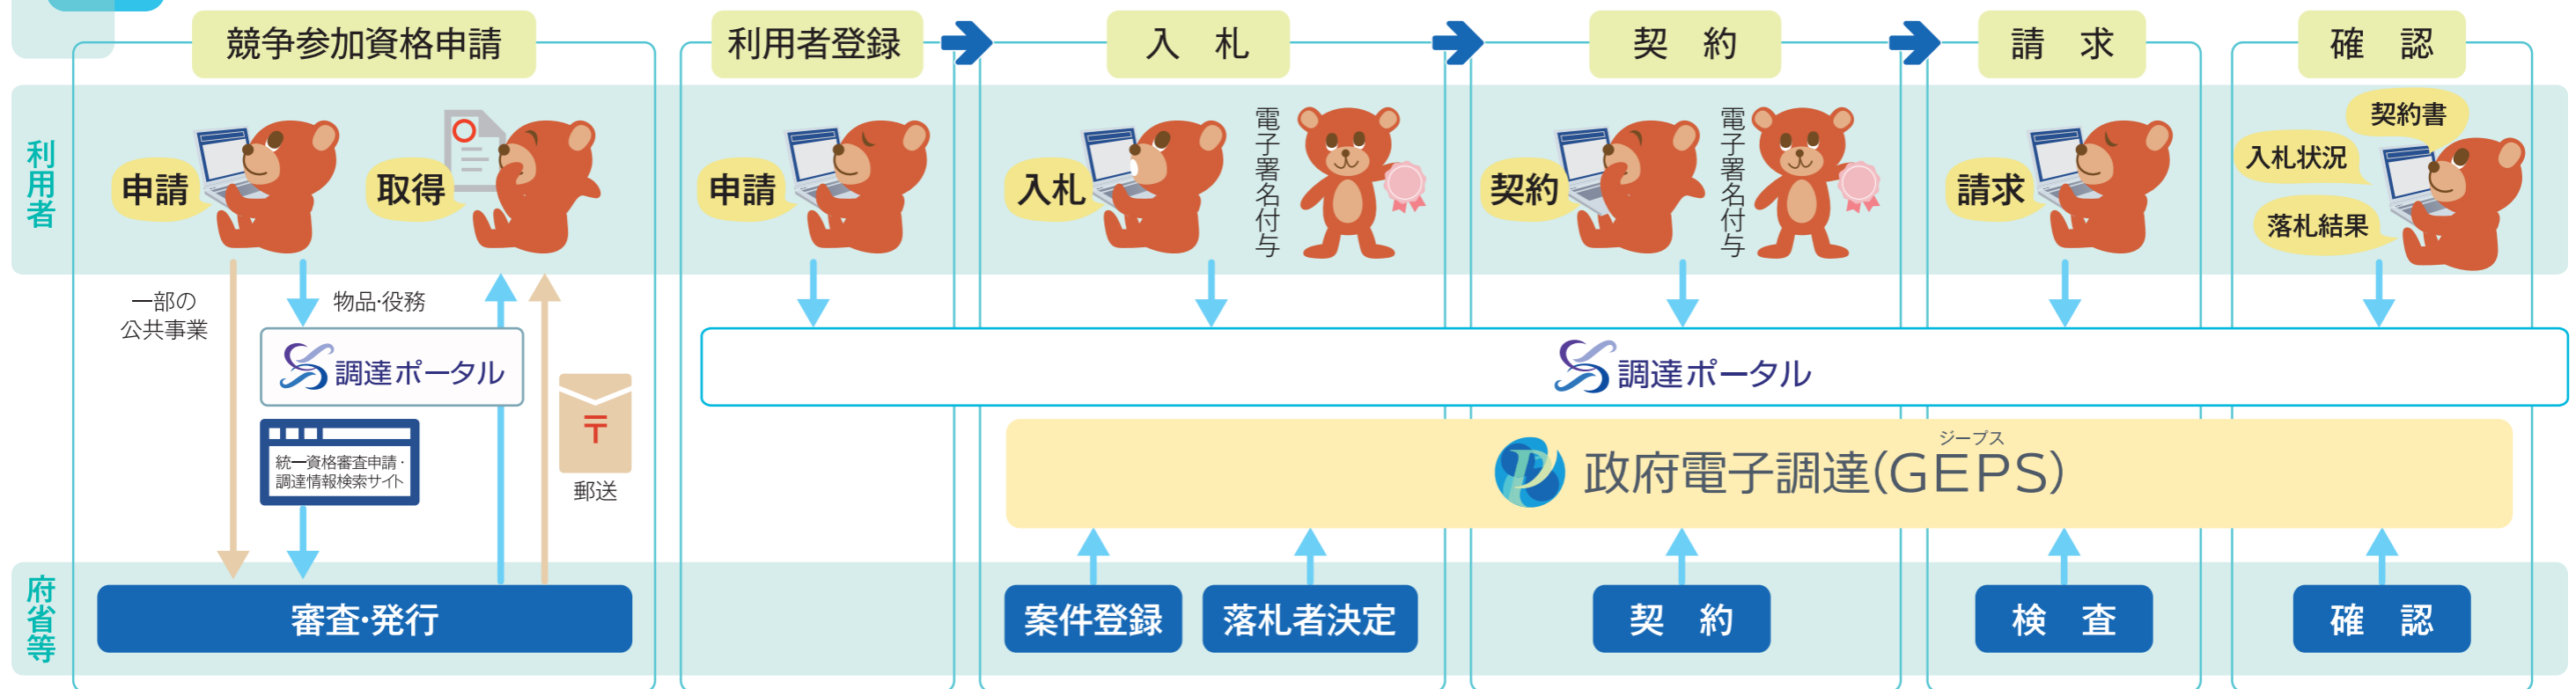 競争参加資格申請
利用者登録
入 札
契 約
請 求
確 認
利用者
申請
取得
申請
入札
電子署名付与
契約
電子署名付与
請求
契約書
入札状況
落札結果
一部の
公共事業
物品・役務
調達ポータル
統一資格審査申請・
調達情報検索サイト
〒
郵送
調達ポータル
ジープス
政府電子調達(GEPS)
府省等
審査・発行
案件登録
落札者決定
契 約
検 査
確 認